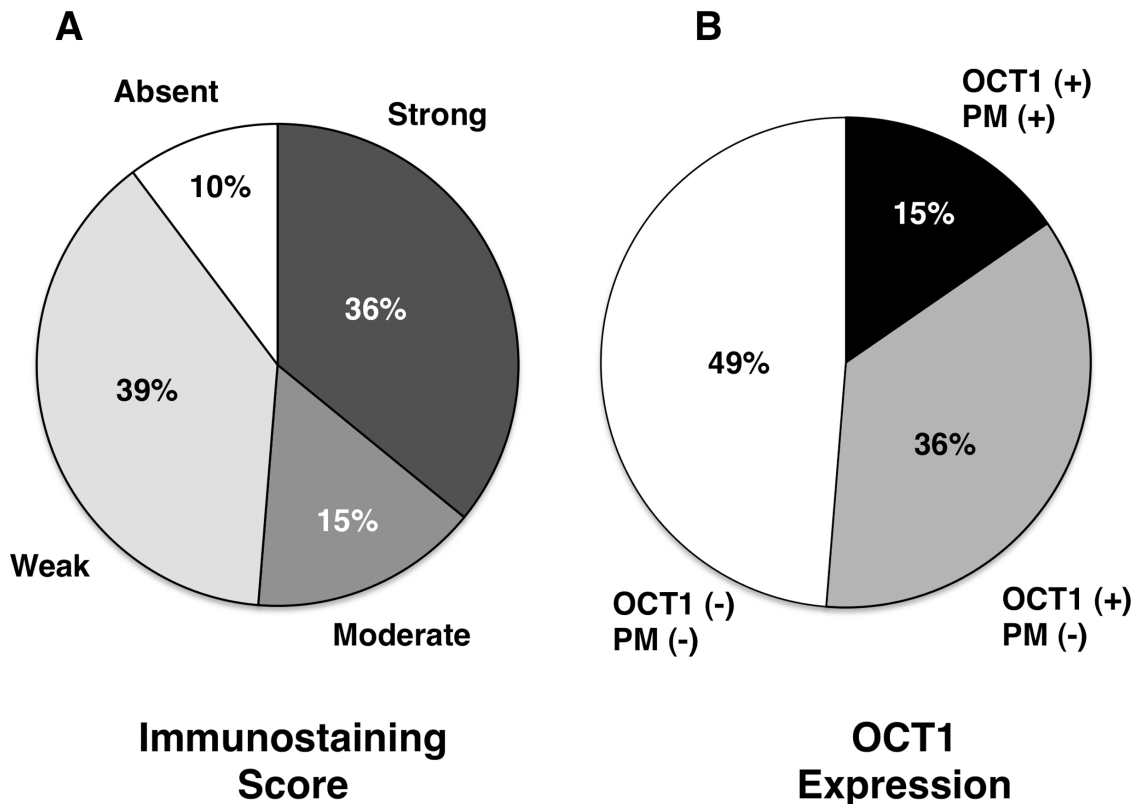 A
Absent
Strong
10%
36%
39%
15%
Weak
Moderate
Immunostaining
Score
B
OCT1 (+)
PM (+)
15%
49%
36%
OCT1 (-)
PM (-)
OCT1 (+)
PM (-)
OCT1
Expression